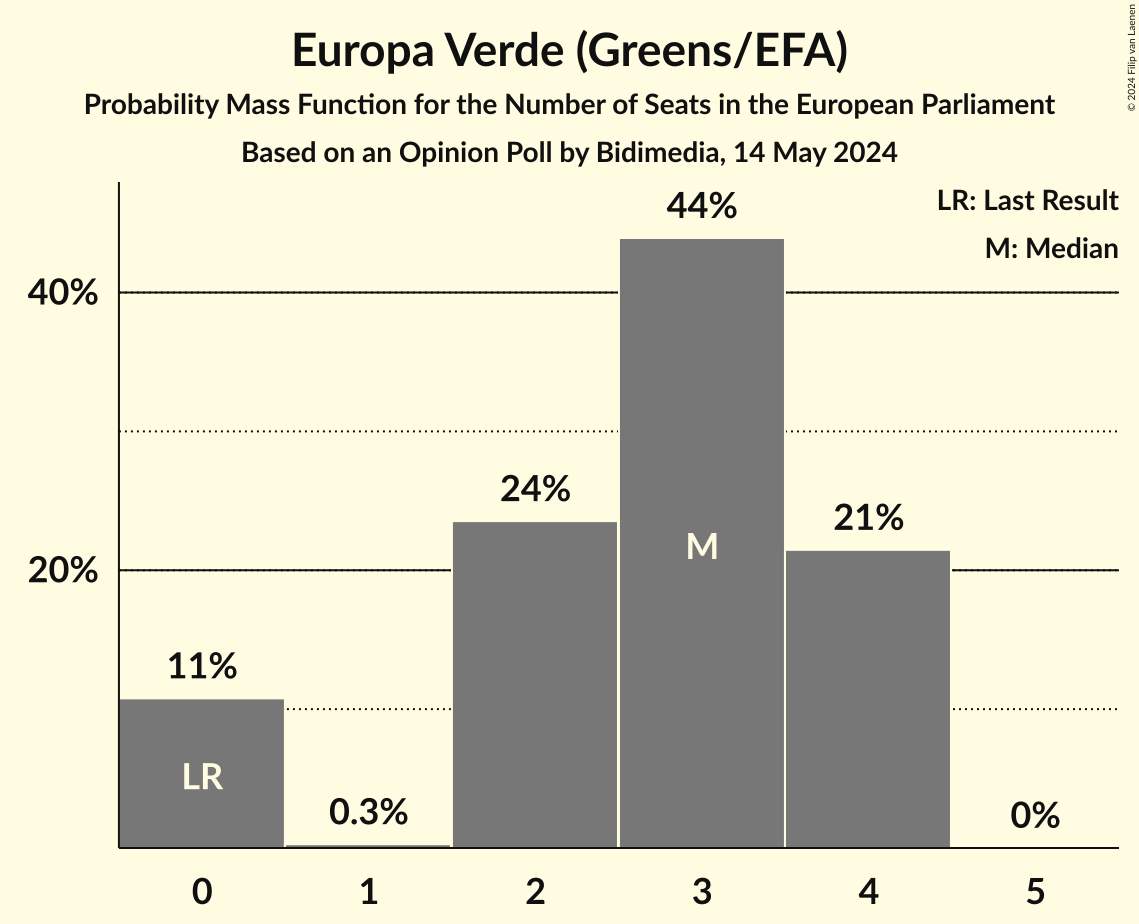 Europa Verde (Greens/EFA)
Probability Mass Function for the Number of Seats in the European Parliament
Based on an Opinion Poll by Bidimedia, 14 May 2024
© 2024 Filip van Laenen
LR: Last Result
M: Median
44%
40%
24%
21%
M
20%
11%
LR
0.3%
0%
0 1 2 3 4 5